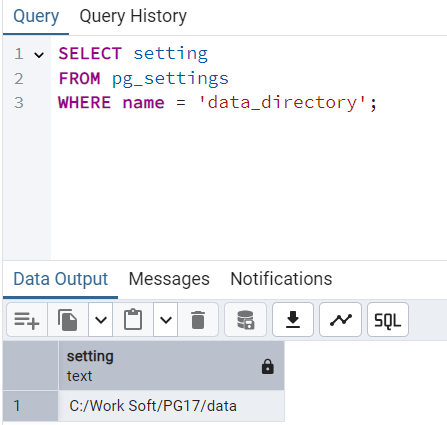 Query Query History
1 SELECT setting
2 FROM pg_settings
3 WHERE name = 'data_directory';
Data Output Messages Notifications
SQL
setting
text
1 C:/Work Soft/PG17/data